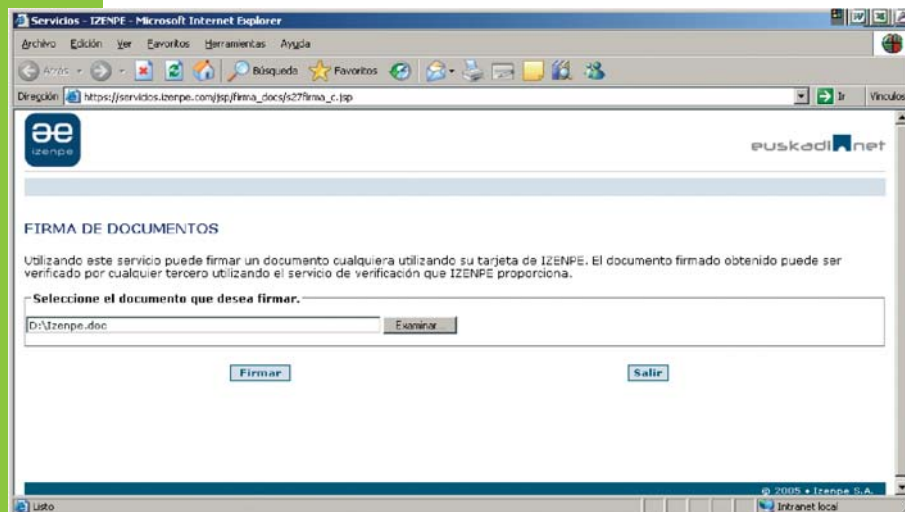 Servicios - IZENPE - Microsoft Internet Explorer
Archivo Edición Ver Favoritos Herramientas Ayuda
Atrás Búsqueda Favoritos
Dirección https://servicios.izenpe.com/jsp/firma_docs/s27firma_c.jsp Ir Vínculos
izenpe
euskadi net
FIRMA DE DOCUMENTOS
Utilizando este servicio puede firmar un documento cualquiera utilizando su tarjeta de IZENPE. El documento firmado obtenido puede ser
verificado por cualquier tercero utilizando el servicio de verificación que IZENPE proporciona.
Seleccione el documento que desea firmar.
D:\Izenpe.doc Examinar...
Firmar Salir
© 2005 • Izenpe S.A.
Listo Intranet local